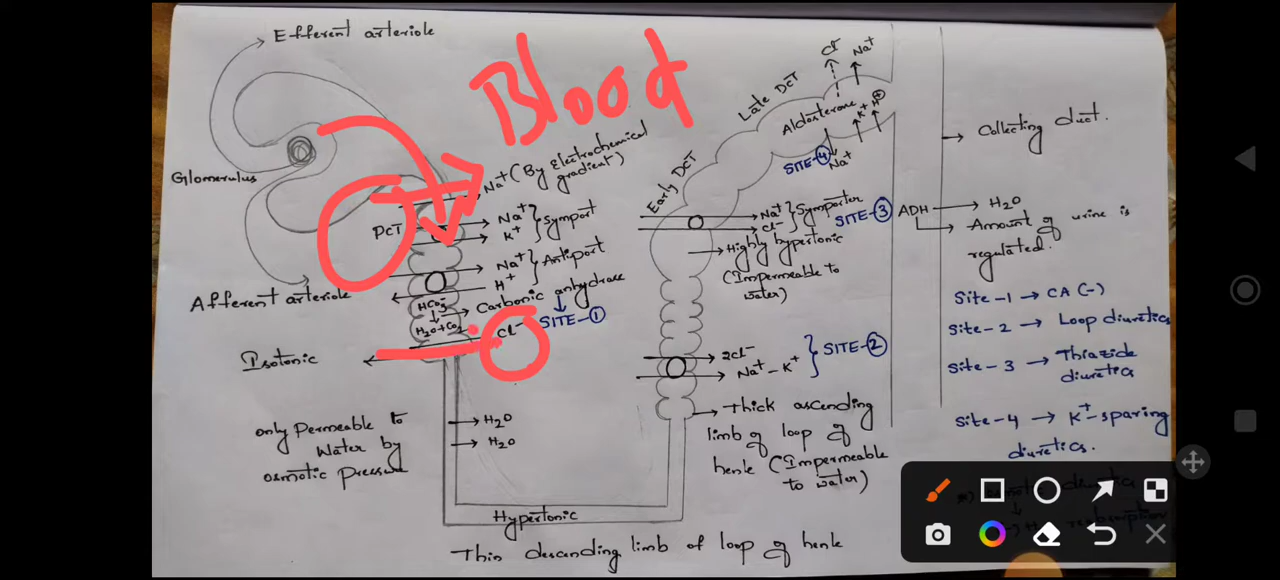 Efferent arteriole
Blood
Glomerulus
Na+ (By Electrochemical
gradient)
PCT
Na+
K+
} Symport
Na+
H+
} Antiport
Afferent arteriole
HCO3-
↓
H2O+CO2
→ Carbonic anhydrase
SITE-①
Cl-
Isotonic
only Permeable to
Water by
osmotic pressure
→ H2O
→ H2O
Hypertonic
Thin descanding limb of loop of henle
Early DCT
Late DCT
Cl-
Na+
Aldosterone
K+
H+
SITE-④
Na+
Na+
Cl-
} Symporter
SITE-③
→ Highly hypertonic
(Impermeable to
water)
→ 2Cl-
→ Na+ – K+
} SITE-②
→ Thick ascending
limb of loop of
henle (Impermeable
to water)
→ Collecting duct.
ADH → H2O
→ Amount of urine is
regulated.
Site-1 → CA (-)
Site-2 → Loop diuretics
Site-3 → Thiazide
diuretics
Site-4 → K+-sparing
diuretics.